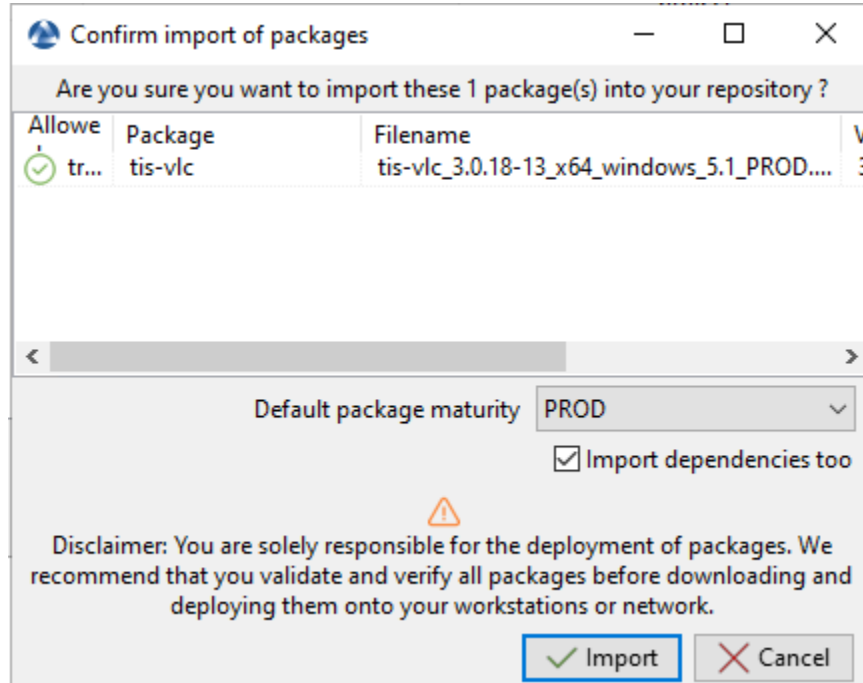 Confirm import of packages
Are you sure you want to import these 1 package(s) into your repository ?
Allowe
Package
Filename
V
tr...
tis-vlc
tis-vlc_3.0.18-13_x64_windows_5.1_PROD....
3
Default package maturity
PROD
Import dependencies too
Disclaimer: You are solely responsible for the deployment of packages. We
recommend that you validate and verify all packages before downloading and
deploying them onto your workstations or network.
Import
Cancel